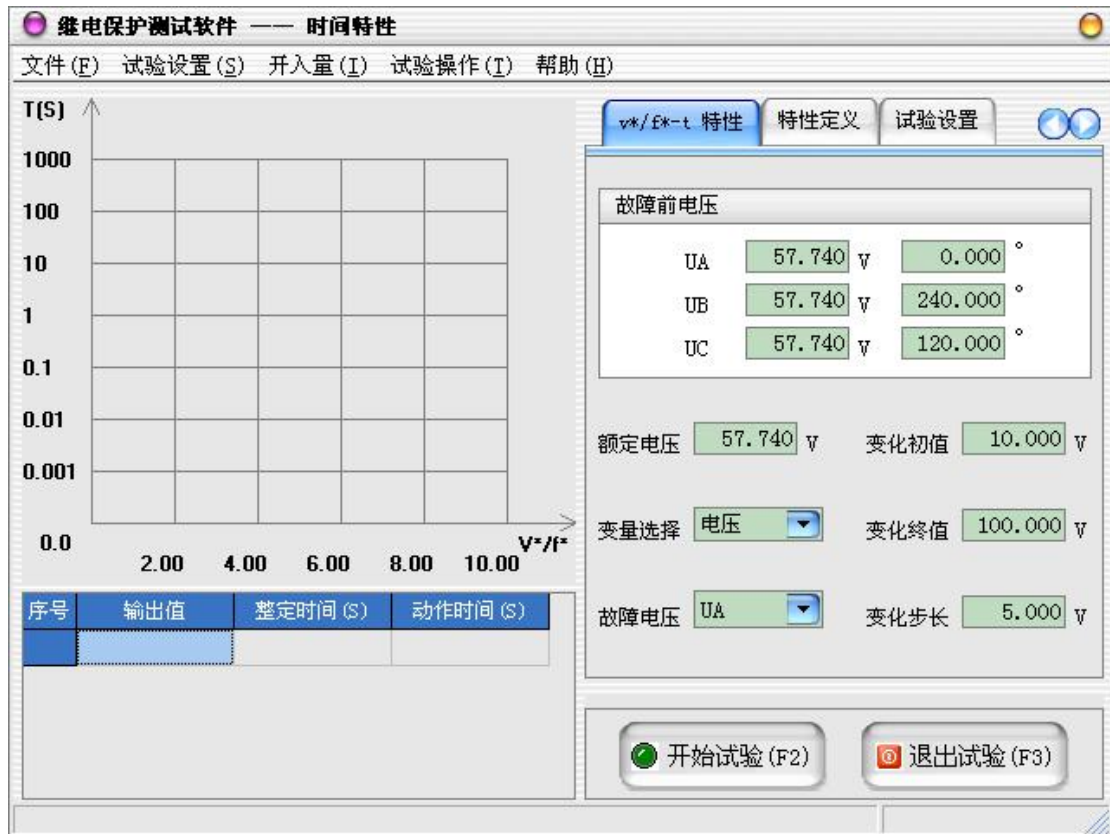 继电保护测试软件 —— 时间特性
文件(F) 试验设置(S) 开入量(I) 试验操作(T) 帮助(H)
T(S)
1000
100
10
1
0.1
0.01
0.001
0.0
2.00 4.00 6.00 8.00 10.00
V*/f*
序号 输出值 整定时间(S) 动作时间(S)
v*/f*-t 特性 特性定义 试验设置
故障前电压
UA 57.740 V 0.000 °
UB 57.740 V 240.000 °
UC 57.740 V 120.000 °
额定电压 57.740 V 变化初值 10.000 V
变量选择 电压 变化终值 100.000 V
故障电压 UA 变化步长 5.000 V
开始试验(F2) 退出试验(F3)